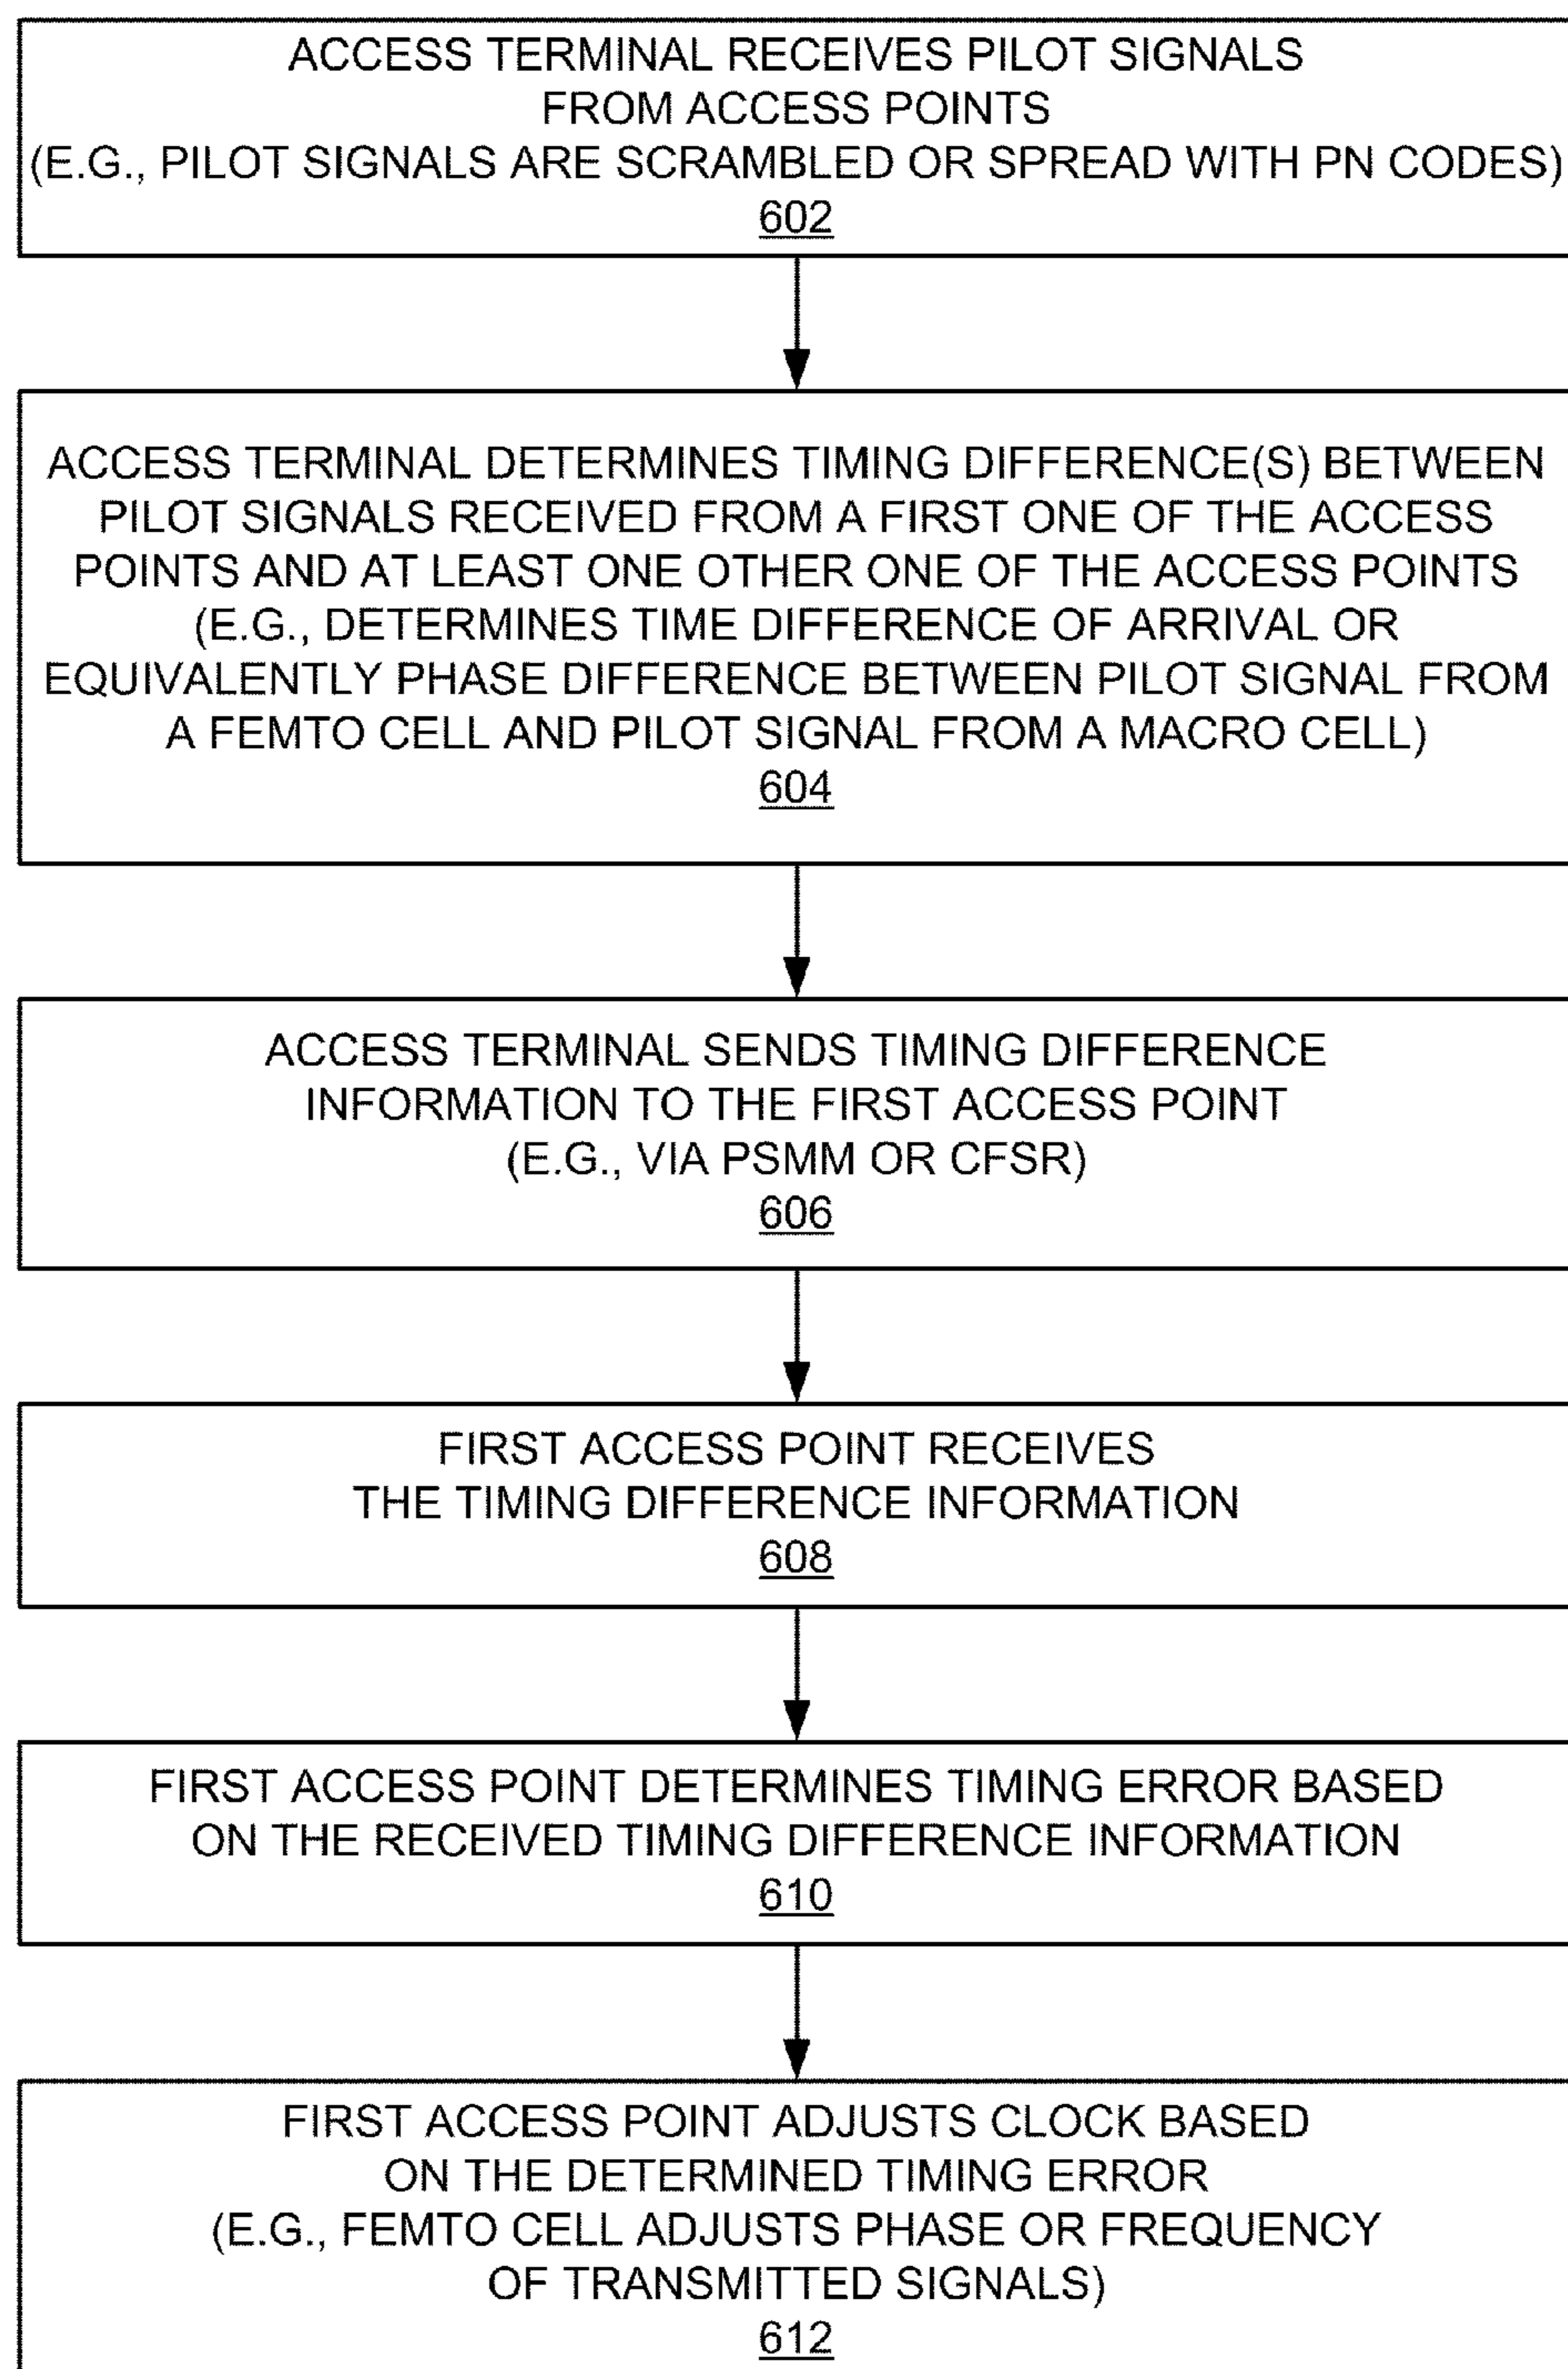 ACCESS TERMINAL RECEIVES PILOT SIGNALS
FROM ACCESS POINTS
(E.G., PILOT SIGNALS ARE SCRAMBLED OR SPREAD WITH PN CODES)
602
ACCESS TERMINAL DETERMINES TIMING DIFFERENCE(S) BETWEEN
PILOT SIGNALS RECEIVED FROM A FIRST ONE OF THE ACCESS
POINTS AND AT LEAST ONE OTHER ONE OF THE ACCESS POINTS
(E.G., DETERMINES TIME DIFFERENCE OF ARRIVAL OR
EQUIVALENTLY PHASE DIFFERENCE BETWEEN PILOT SIGNAL FROM
A FEMTO CELL AND PILOT SIGNAL FROM A MACRO CELL)
604
ACCESS TERMINAL SENDS TIMING DIFFERENCE
INFORMATION TO THE FIRST ACCESS POINT
(E.G., VIA PSMM OR CFSR)
606
FIRST ACCESS POINT RECEIVES
THE TIMING DIFFERENCE INFORMATION
608
FIRST ACCESS POINT DETERMINES TIMING ERROR BASED
ON THE RECEIVED TIMING DIFFERENCE INFORMATION
610
FIRST ACCESS POINT ADJUSTS CLOCK BASED
ON THE DETERMINED TIMING ERROR
(E.G., FEMTO CELL ADJUSTS PHASE OR FREQUENCY
OF TRANSMITTED SIGNALS)
612